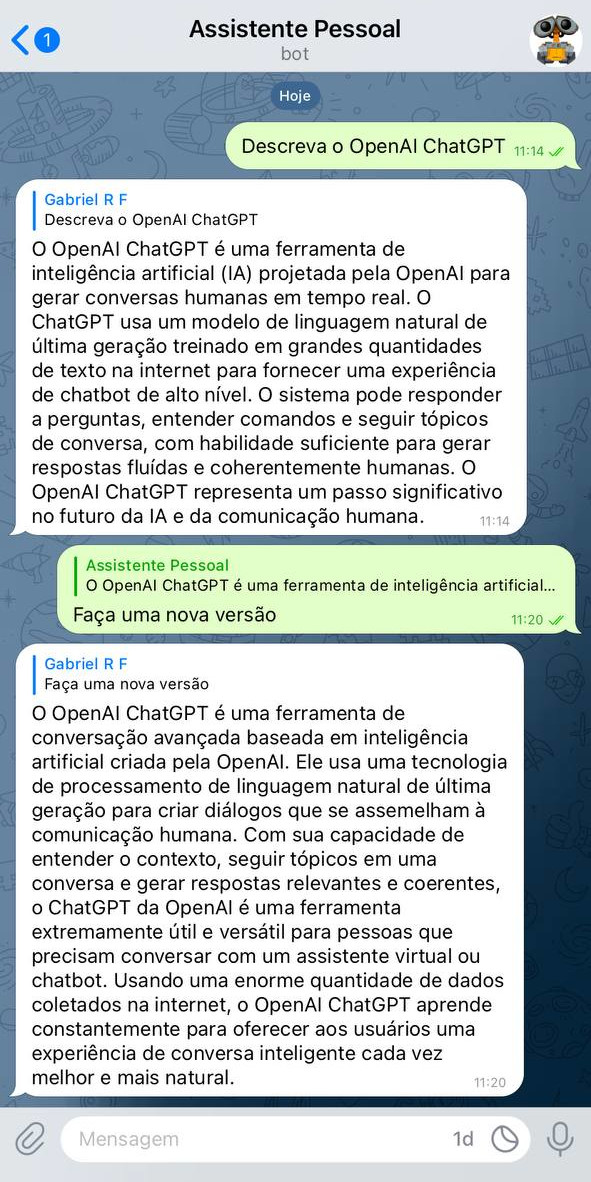 1
Assistente Pessoal
bot
Hoje
Descreva o OpenAI ChatGPT 11:14
Gabriel R F
Descreva o OpenAI ChatGPT
O OpenAI ChatGPT é uma ferramenta de
inteligência artificial (IA) projetada pela OpenAI para
gerar conversas humanas em tempo real. O
ChatGPT usa um modelo de linguagem natural de
última geração treinado em grandes quantidades
de texto na internet para fornecer uma experiência
de chatbot de alto nível. O sistema pode responder
a perguntas, entender comandos e seguir tópicos
de conversa, com habilidade suficiente para gerar
respostas fluídas e coerentemente humanas. O
OpenAI ChatGPT representa um passo significativo
no futuro da IA e da comunicação humana. 11:14
Assistente Pessoal
O OpenAI ChatGPT é uma ferramenta de inteligência artificial...
Faça uma nova versão 11:20
Gabriel R F
Faça uma nova versão
O OpenAI ChatGPT é uma ferramenta de
conversação avançada baseada em inteligência
artificial criada pela OpenAI. Ele usa uma tecnologia
de processamento de linguagem natural de última
geração para criar diálogos que se assemelham à
comunicação humana. Com sua capacidade de
entender o contexto, seguir tópicos em uma
conversa e gerar respostas relevantes e coerentes,
o ChatGPT da OpenAI é uma ferramenta
extremamente útil e versátil para pessoas que
precisam conversar com um assistente virtual ou
chatbot. Usando uma enorme quantidade de dados
coletados na internet, o OpenAI ChatGPT aprende
constantemente para oferecer aos usuários uma
experiência de conversa inteligente cada vez
melhor e mais natural. 11:20
Mensagem 1d